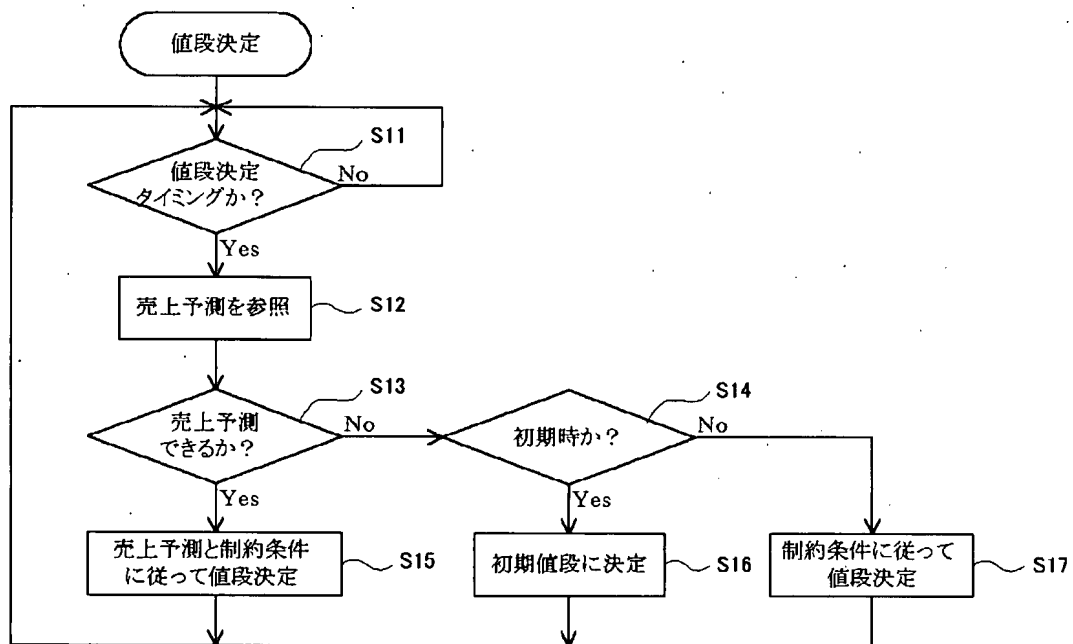 値段決定
S11
値段決定
タイミングか？
No
Yes
売上予測を参照
S12
S13
売上予測
できるか？
No
Yes
S14
初期時か？
No
Yes
売上予測と制約条件
に従って値段決定
S15
初期値段に決定
S16
制約条件に従って
値段決定
S17